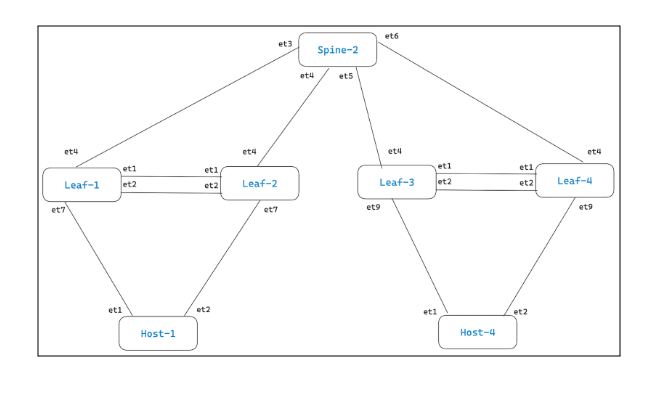 et6
et3
Spine-2
et4 et5
et4 et4 et4 et4
et1 et1 et1 et1
Leaf-1 Leaf-2 Leaf-3 Leaf-4
et2 et2 et2 et2
et7 et7 et9 et9
et1 et2 et1 et2
Host-1 Host-4